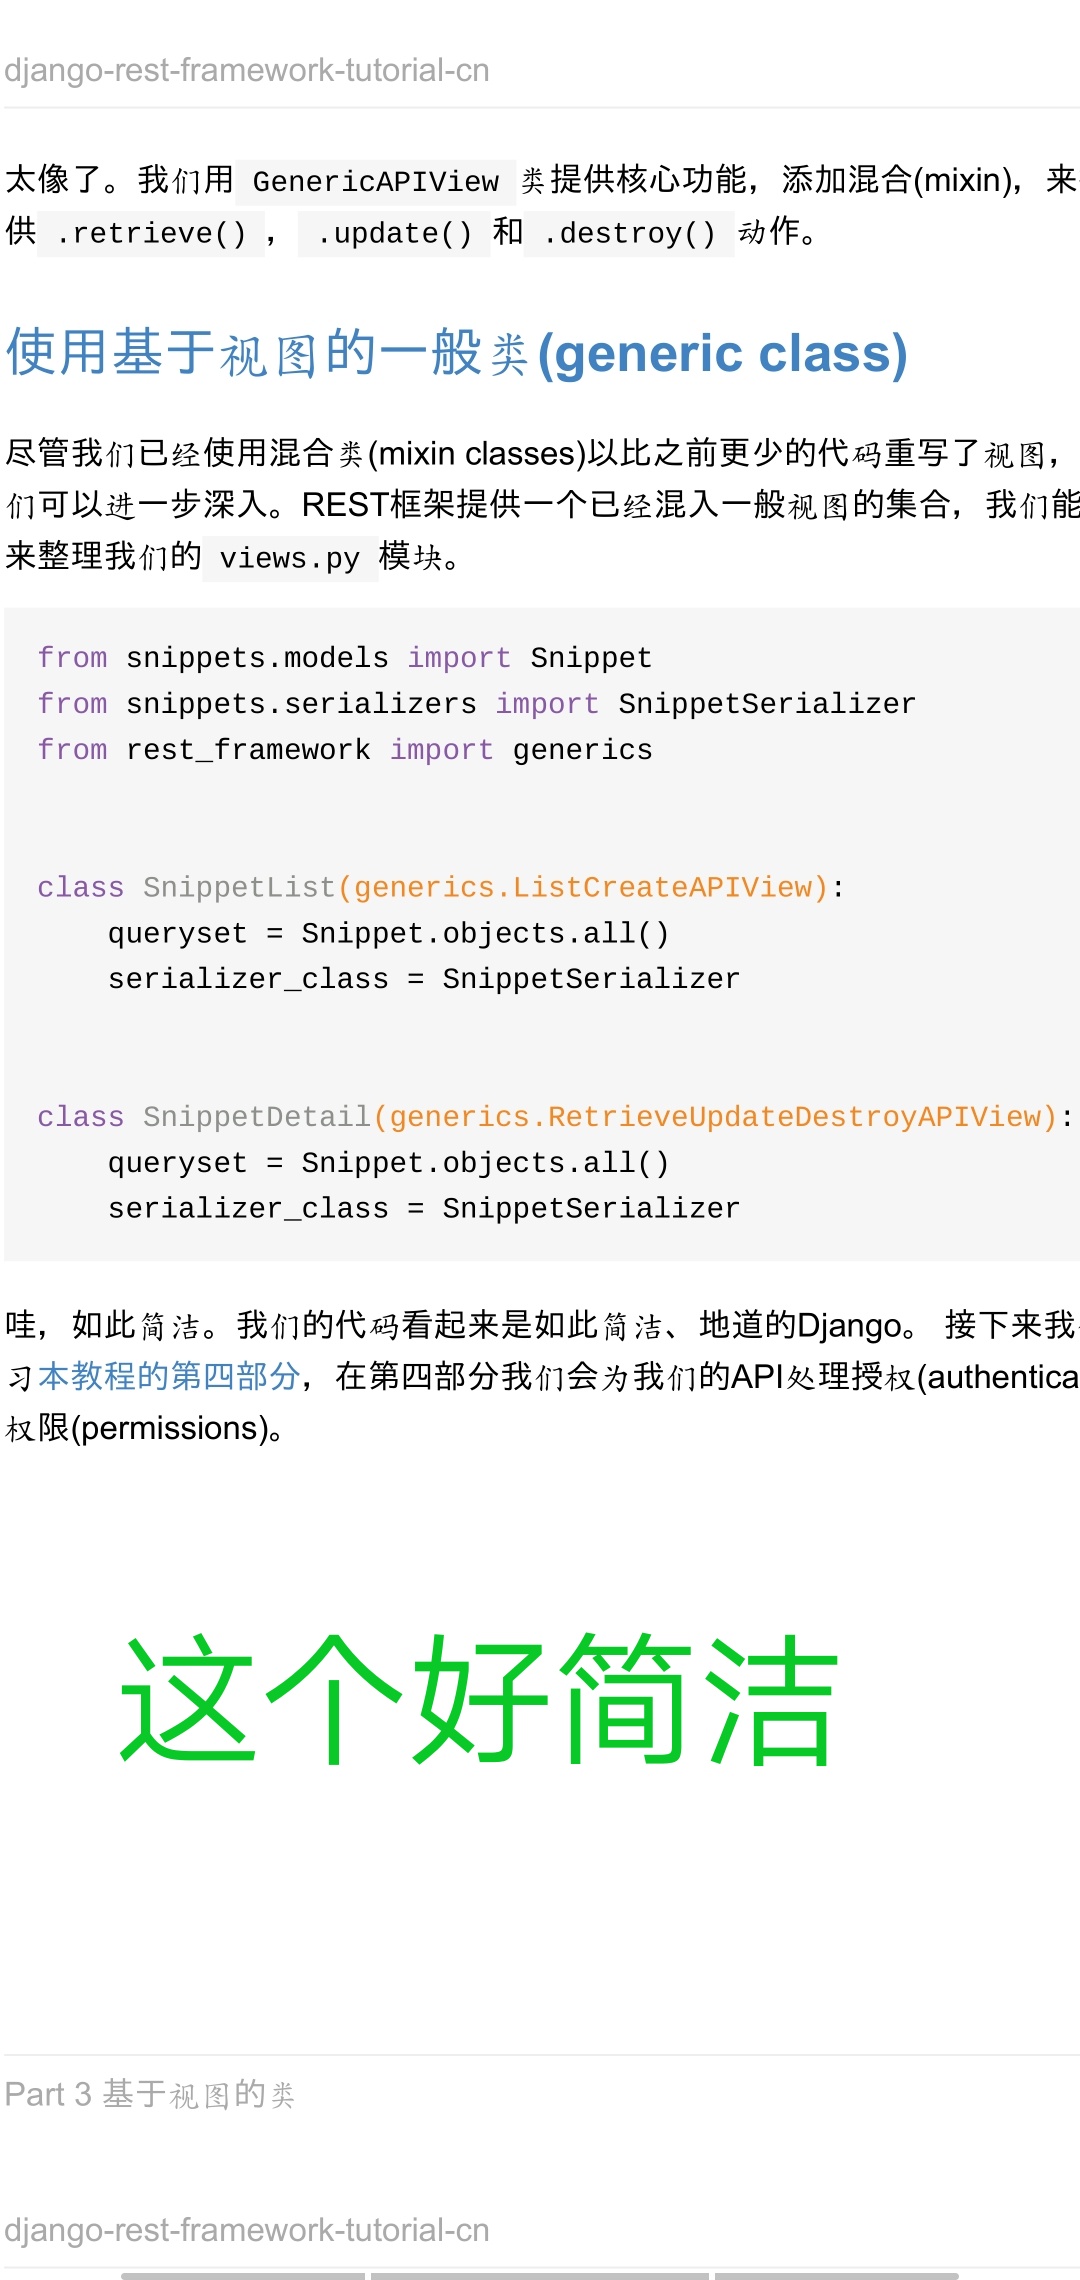 django-rest-framework-tutorial-cn
太像了。我们用 GenericAPIView 类提供核心功能，添加混合(mixin)，来
供 .retrieve() ， .update() 和 .destroy() 动作。
使用基于视图的一般类(generic class)
尽管我们已经使用混合类(mixin classes)以比之前更少的代码重写了视图，
们可以进一步深入。REST框架提供一个已经混入一般视图的集合，我们能
来整理我们的 views.py 模块。
from snippets.models import Snippet
from snippets.serializers import SnippetSerializer
from rest_framework import generics
class SnippetList(generics.ListCreateAPIView):
    queryset = Snippet.objects.all()
    serializer_class = SnippetSerializer
class SnippetDetail(generics.RetrieveUpdateDestroyAPIView):
    queryset = Snippet.objects.all()
    serializer_class = SnippetSerializer
哇，如此简洁。我们的代码看起来是如此简洁、地道的Django。 接下来我
习本教程的第四部分，在第四部分我们会为我们的API处理授权(authentica
权限(permissions)。
这个好简洁
Part 3 基于视图的类
django-rest-framework-tutorial-cn